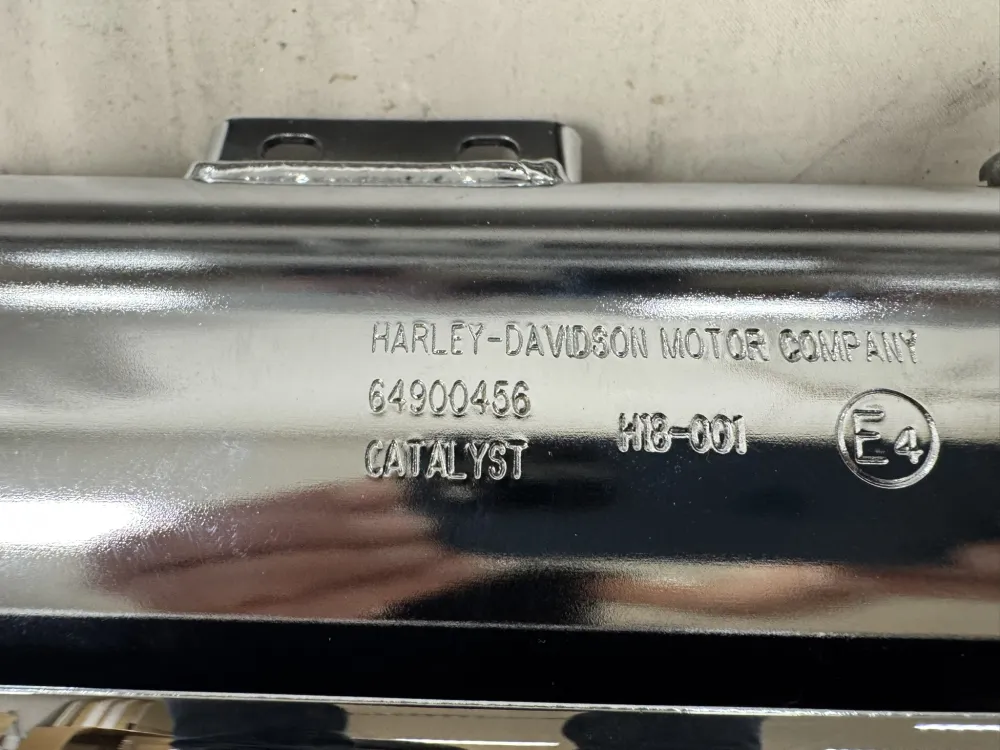 HARLEY-DAVIDSON MOTOR COMPANY
64900456
H18-001
E4
CATALYST